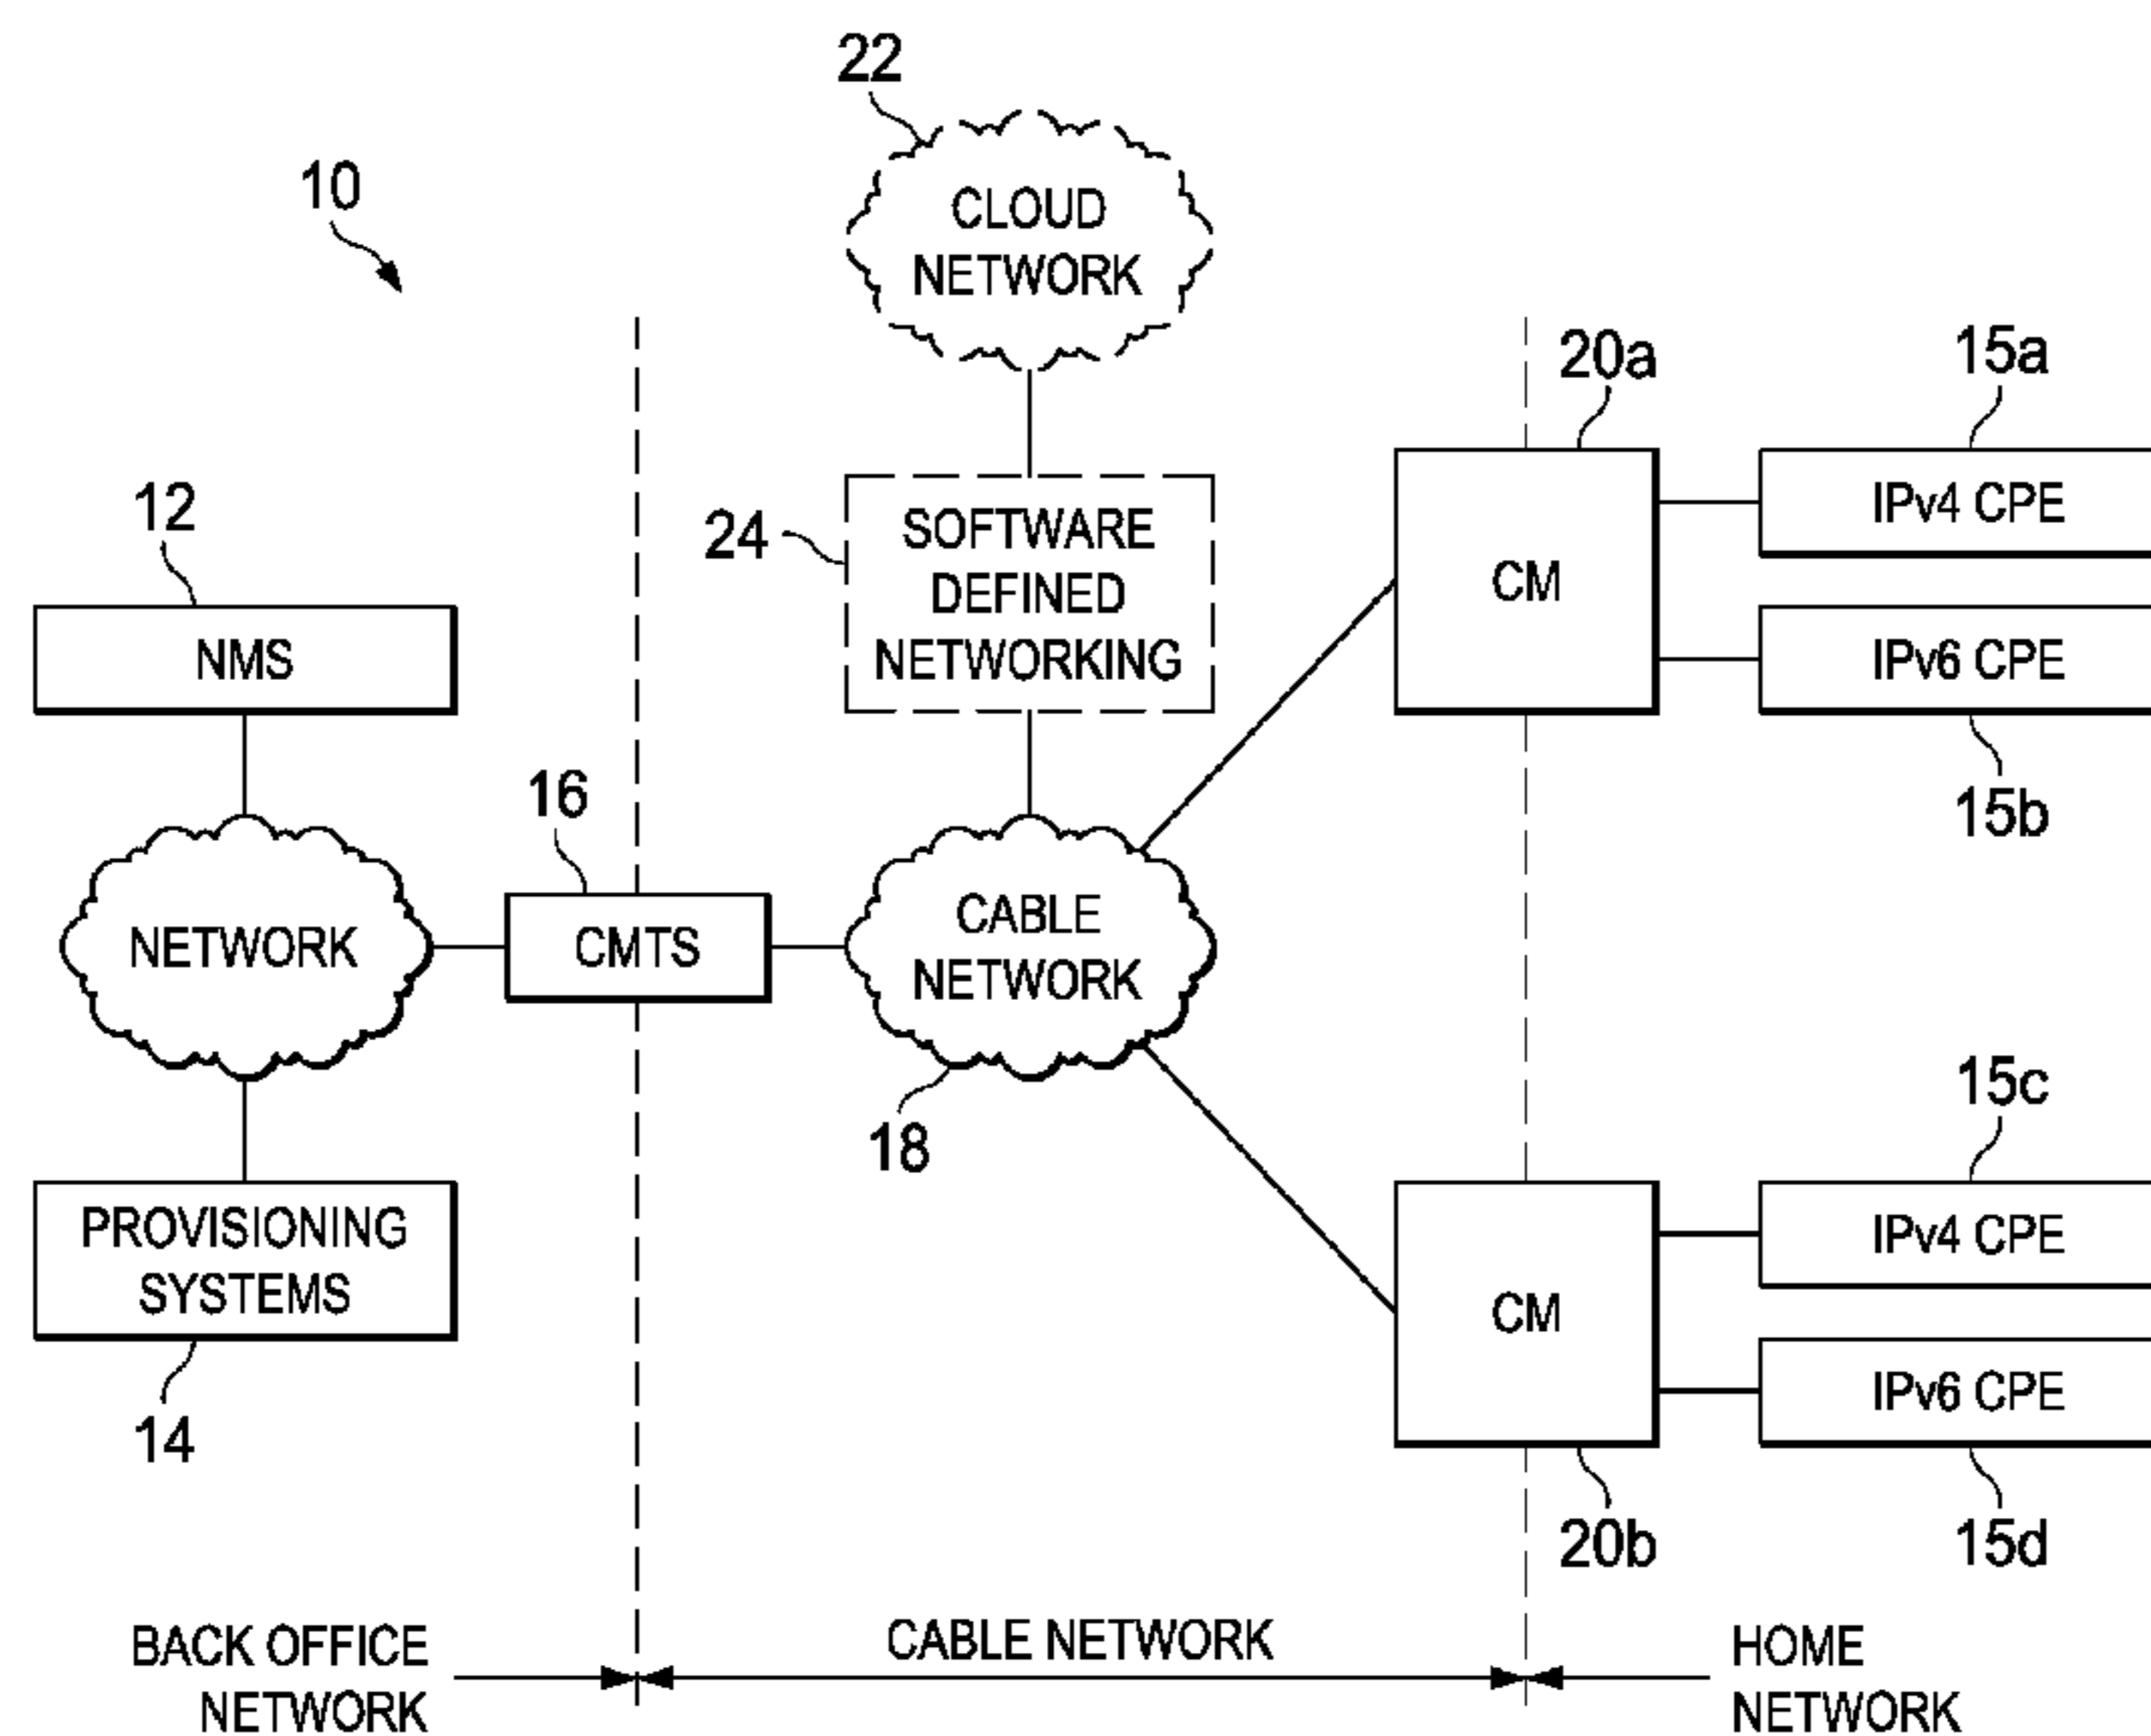 22
CLOUD
NETWORK
10
20a
15a
IPv4 CPE
12
24
SOFTWARE
DEFINED
NETWORKING
CM
NMS
IPv6 CPE
16
15b
NETWORK
CMTS
CABLE
NETWORK
18
15c
PROVISIONING
SYSTEMS
IPv4 CPE
CM
IPv6 CPE
14
20b
15d
BACK OFFICE
NETWORK
CABLE NETWORK
HOME
NETWORK